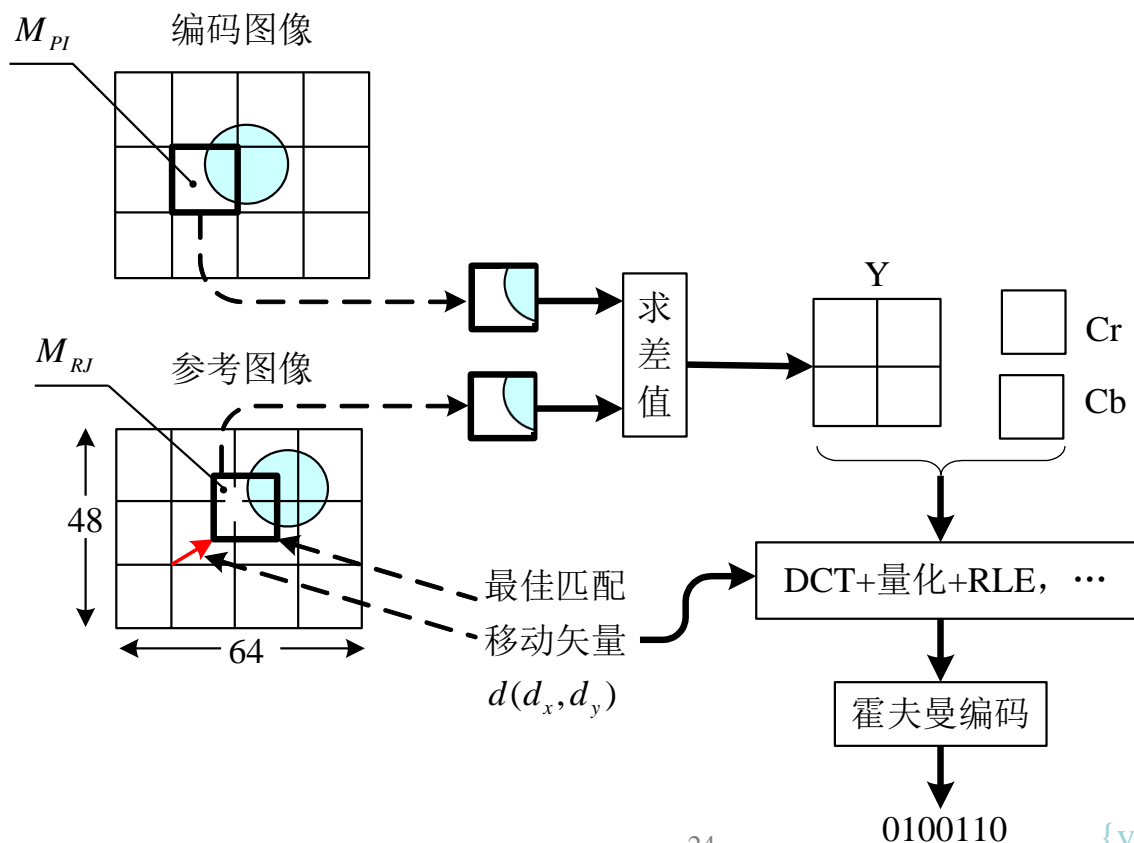 M_PI
编码图像
Y
Cr
求差值
M_RJ
参考图像
Cb
48
最佳匹配
DCT+量化+RLE，…
移动矢量
64
d(d_x,d_y)
霍夫曼编码
0100110